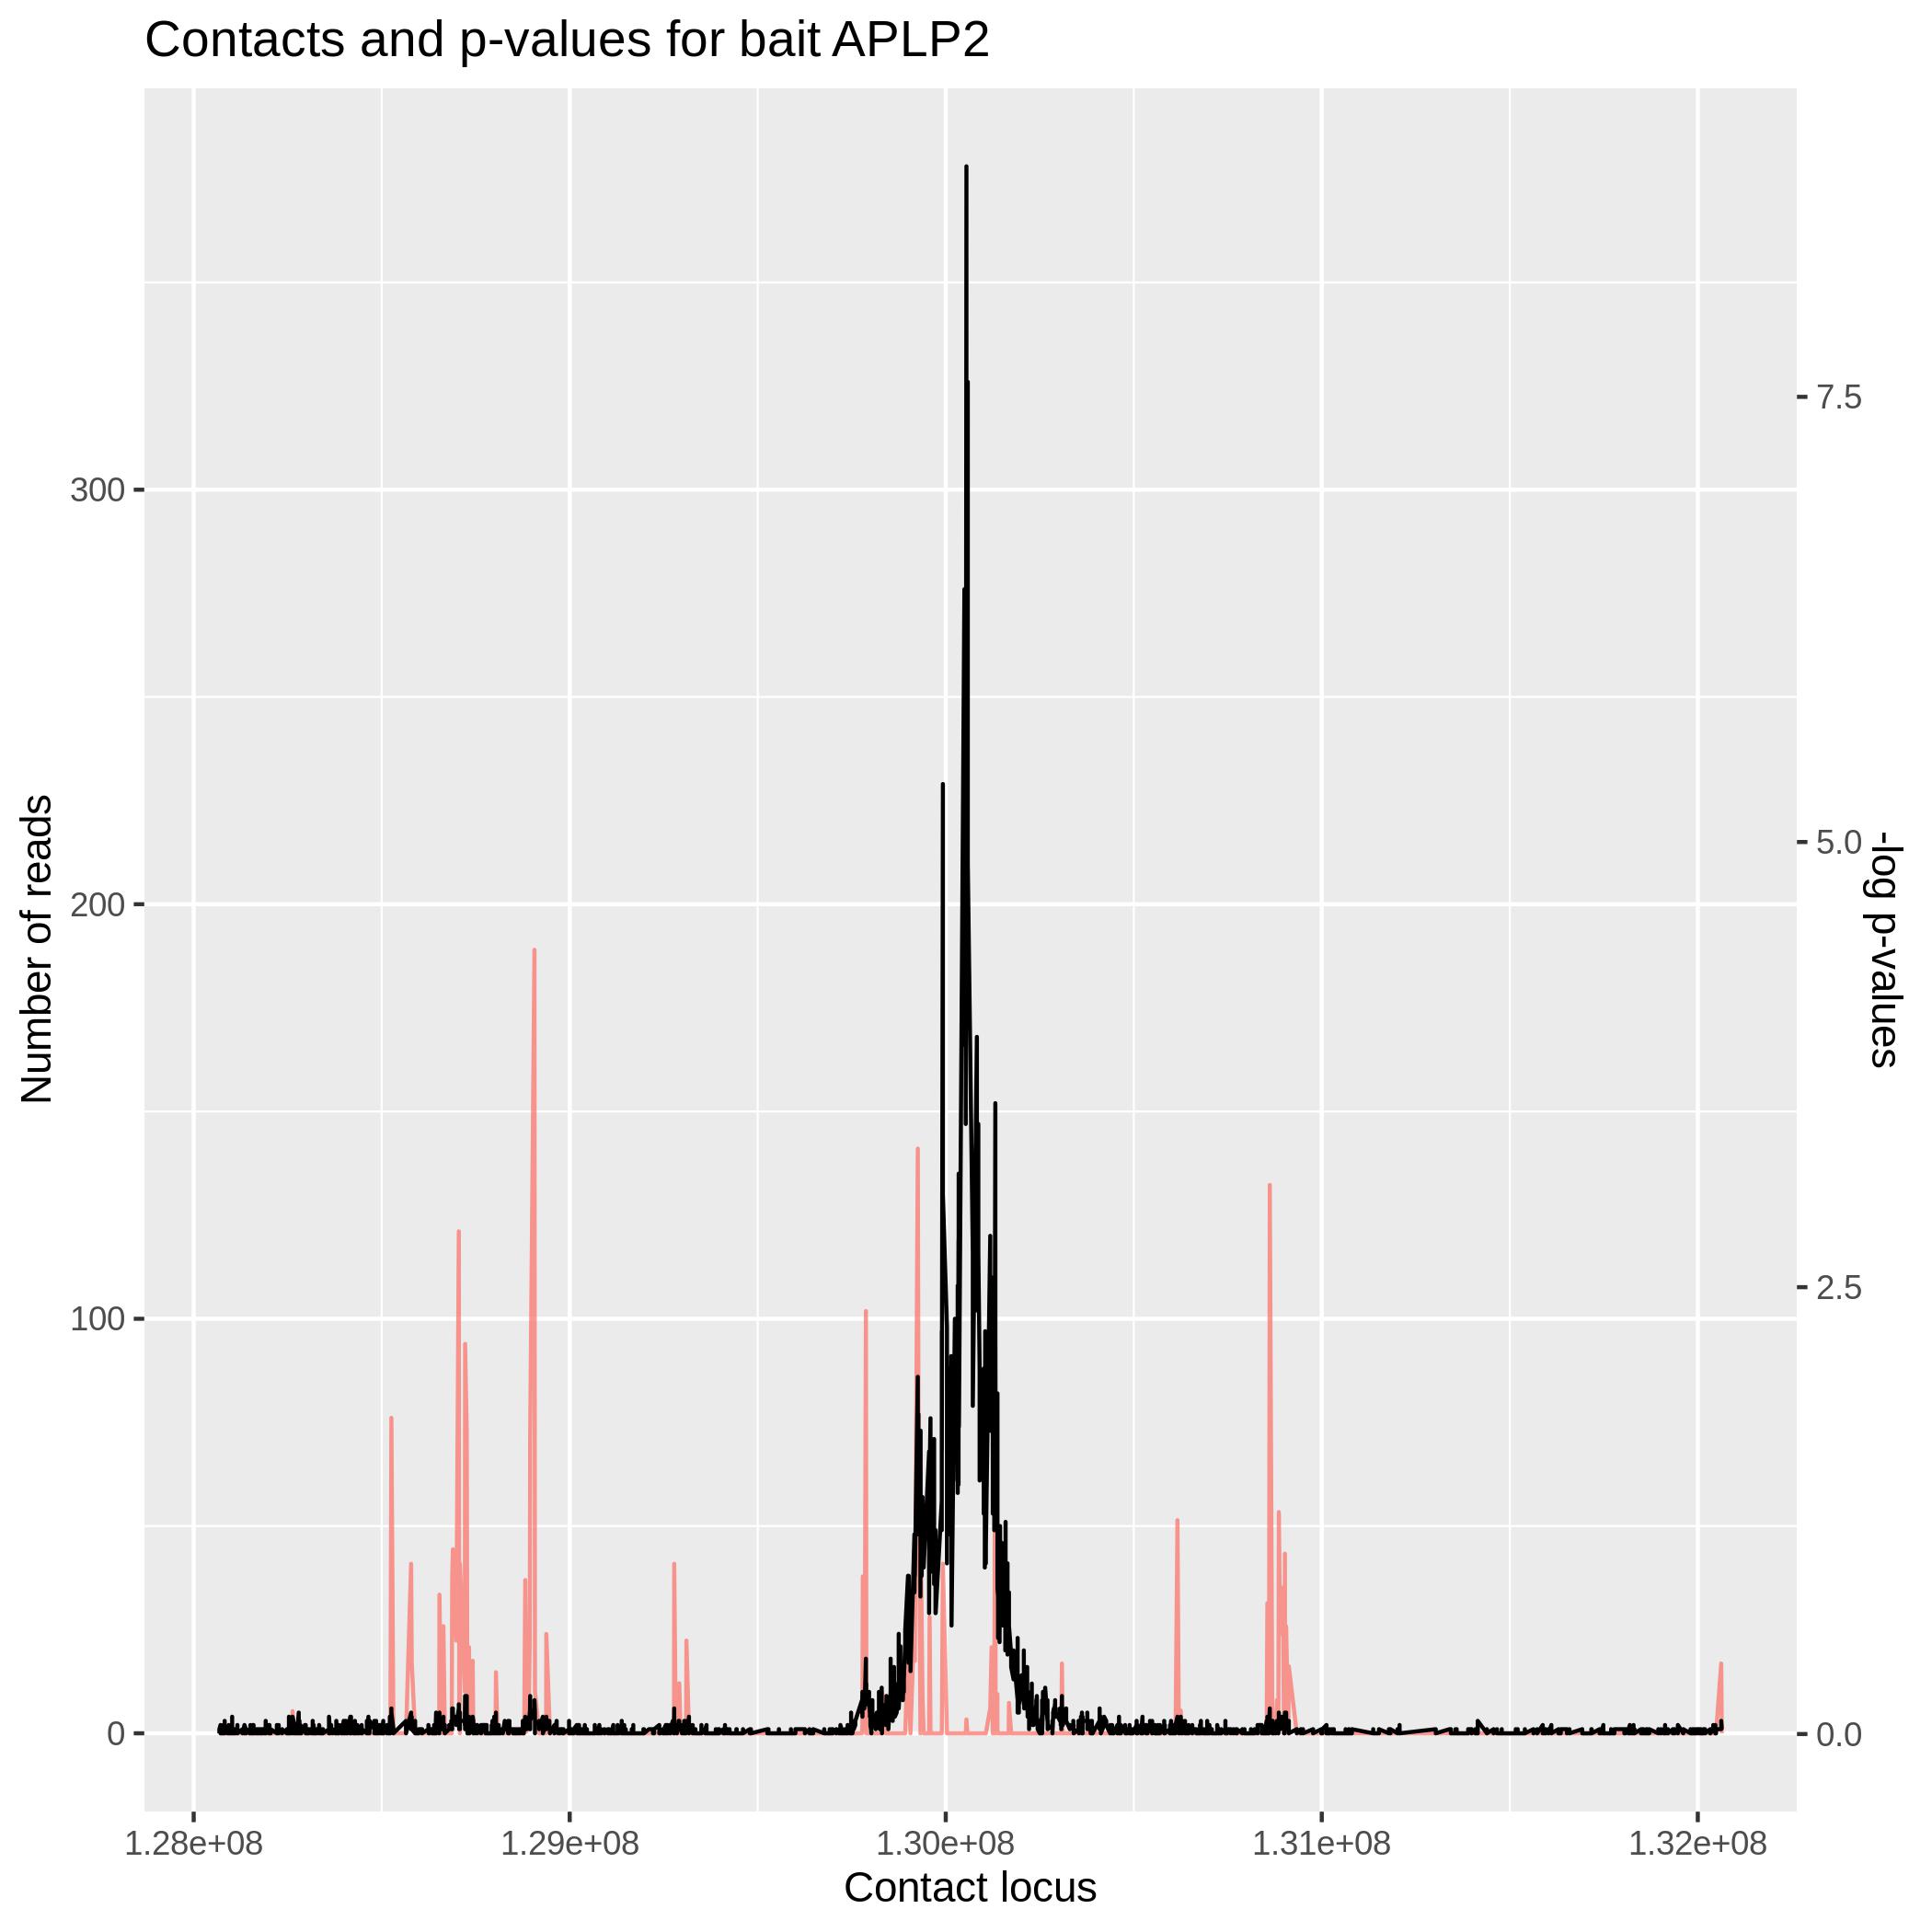 Contacts and p-values for bait APLP2
Number of reads
300
200
100
0
7.5
5.0
2.5
0.0
-log p-values
1.28e+08
1.29e+08
1.30e+08
1.31e+08
1.32e+08
Contact locus